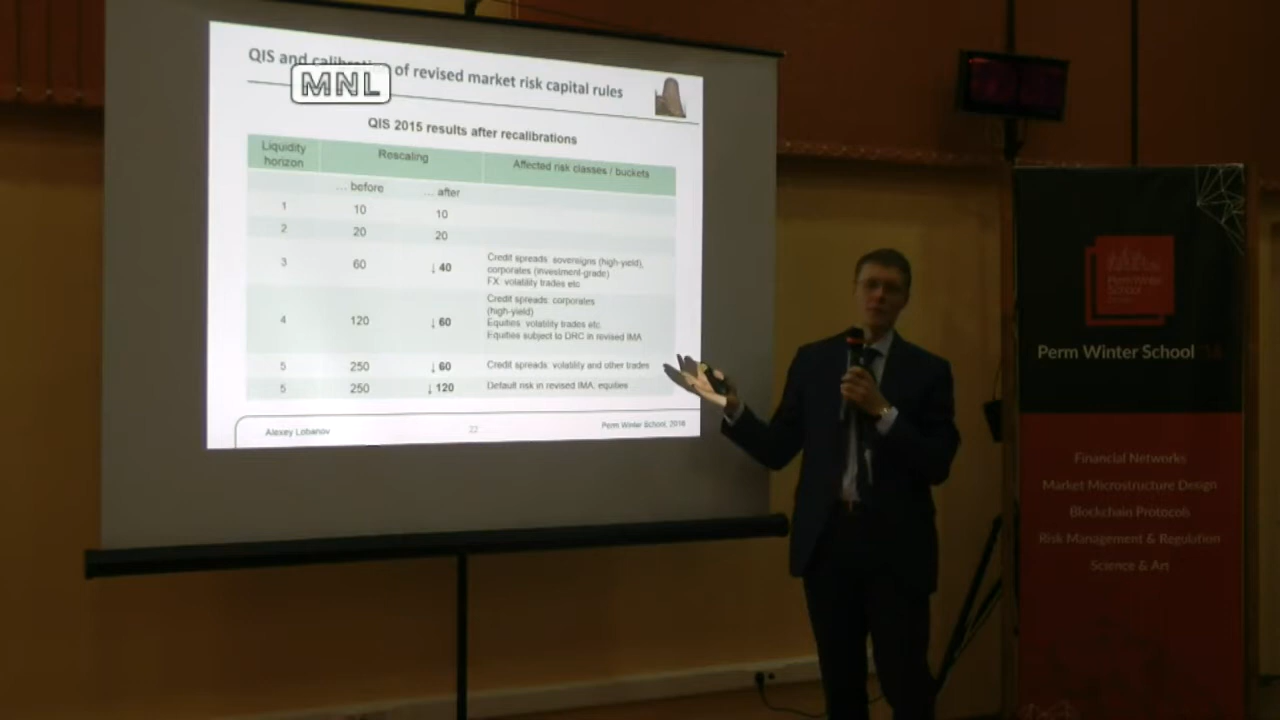 QIS and calibration of revised market risk capital rules
MNL
QIS 2015 results after recalibrations
Liquidity horizon Rescaling Affected risk classes / buckets
... before ... after
1 10 10
2 20 20
3 60 ↓ 40 Credit spreads: sovereigns (high-yield),
corporates (investment-grade)
FX: volatility trades etc
4 120 ↓ 60 Credit spreads: corporates
(high-yield)
Equities: volatility trades etc.
Equities subject to DRC in revised IMA
5 250 ↓ 60 Credit spreads: volatility and other trades
5 250 ↓ 120 Default risk in revised IMA: equities
Alexey Lobanov 22 Perm Winter School, 2016
Perm Winter
School
Perm Winter School
Financial Networks
Market Microstructure Design
Blockchain Protocols
Risk Management & Regulation
Science & Art